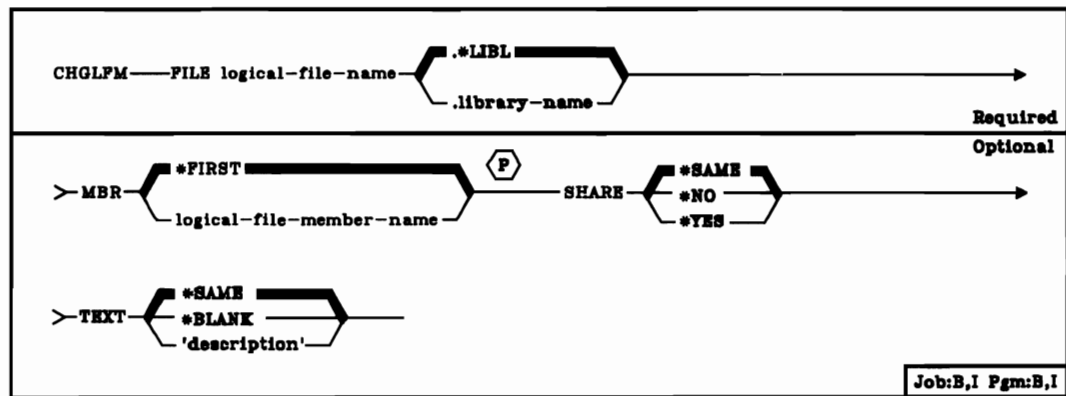 .*LIBL
CHGLFM FILE logical-file-name
.library-name
Required
Optional
*FIRST
P
*SAME
MBR
SHARE
*NO
logical-file-member-name
*YES
*SAME
TEXT
*BLANK
'description'
Job:B,I Pgm:B,I